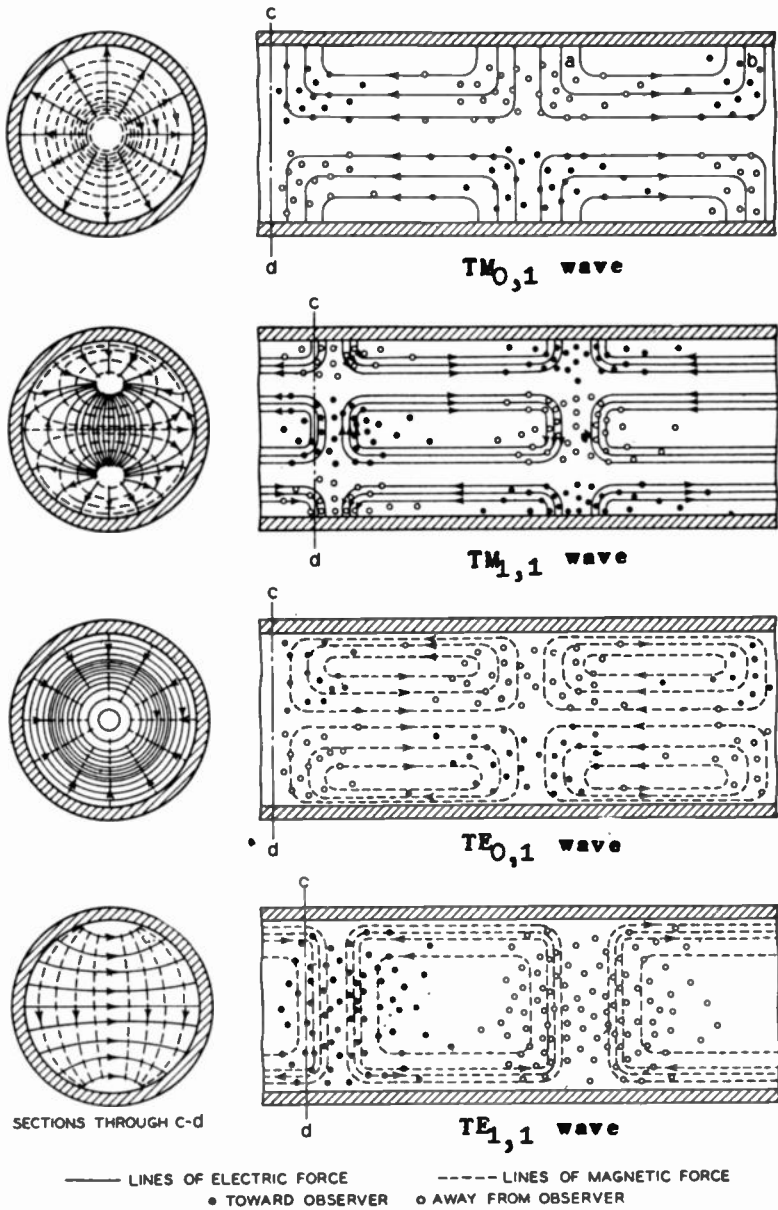 c
a
b
d
TM0,1 wave
c
d
TM1,1 wave
c
d
TE0,1 wave
c
d
SECTIONS THROUGH C-d
TE1,1 wave
LINES OF ELECTRIC FORCE
LINES OF MAGNETIC FORCE
• TOWARD OBSERVER
o AWAY FROM OBSERVER